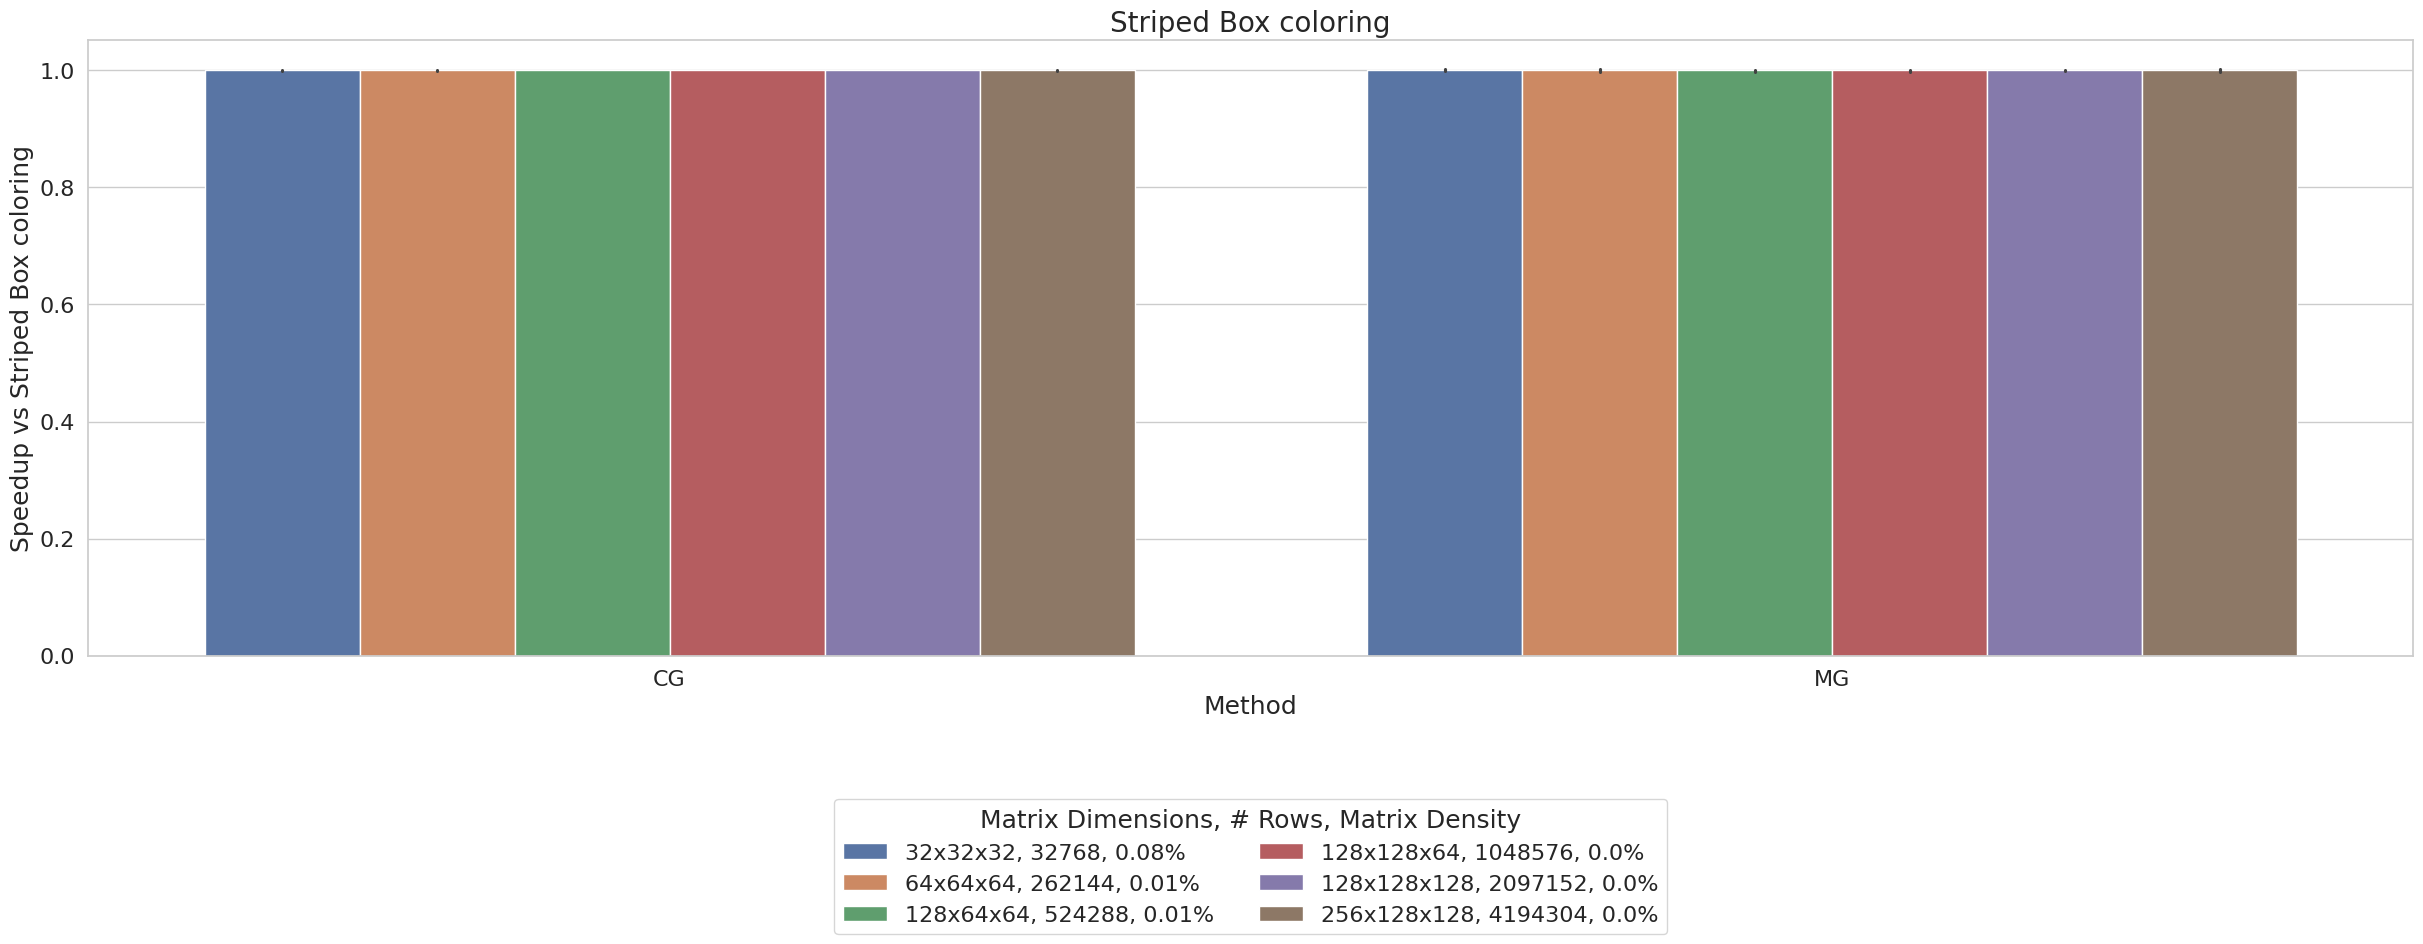 Striped Box coloring
Speedup vs Striped Box coloring
1.0
0.8
0.6
0.4
0.2
0.0
CG
MG
Method
Matrix Dimensions, # Rows, Matrix Density
32x32x32, 32768, 0.08%
64x64x64, 262144, 0.01%
128x64x64, 524288, 0.01%
128x128x64, 1048576, 0.0%
128x128x128, 2097152, 0.0%
256x128x128, 4194304, 0.0%